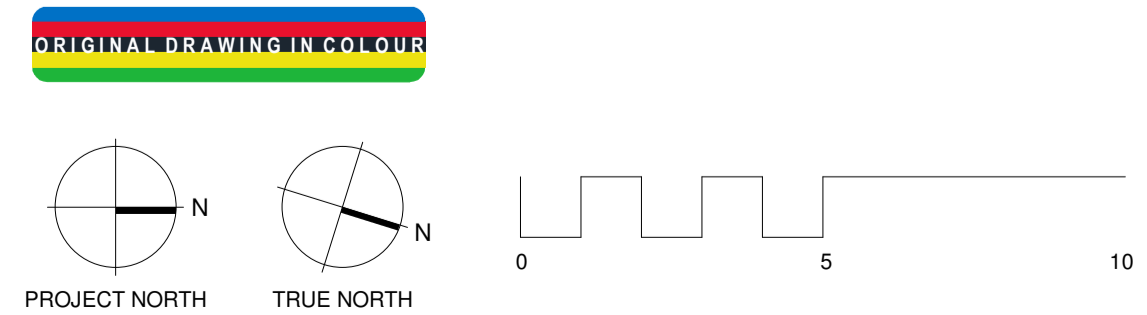 ORIGINAL DRAWING IN COLOUR
N
N
0 5 10
PROJECT NORTH TRUE NORTH